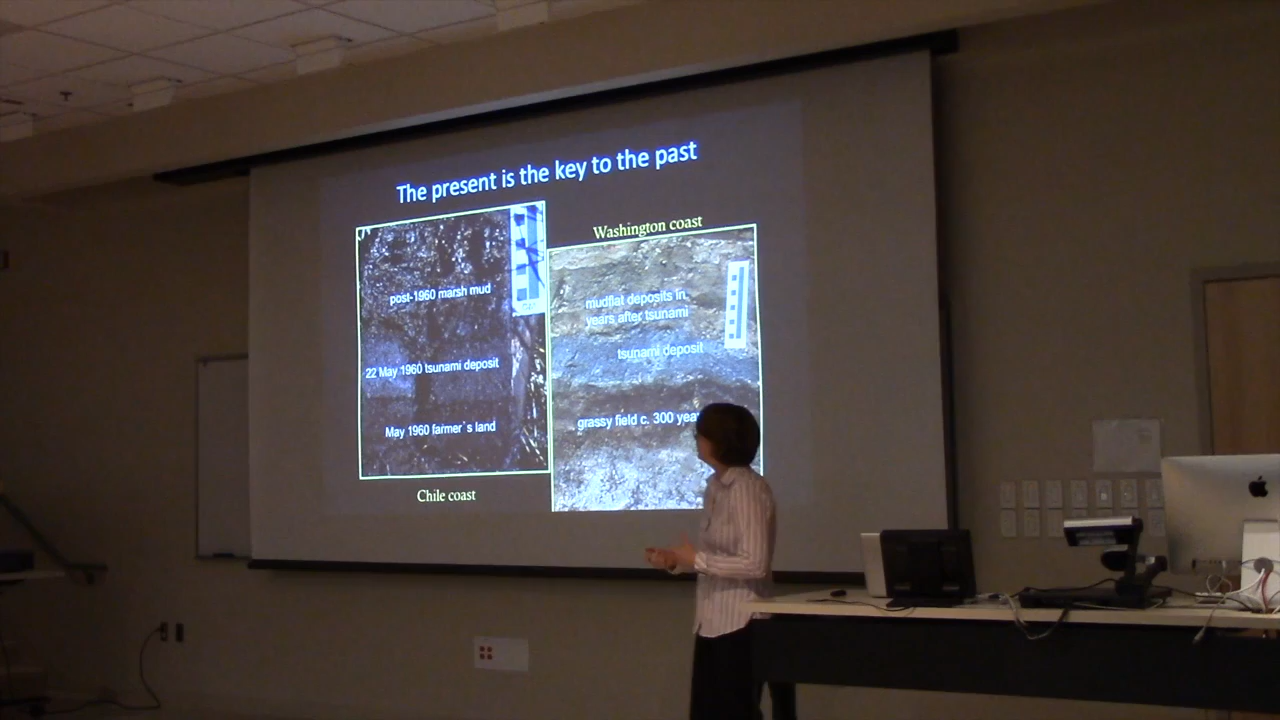 The present is the key to the past
Washington coast
post-1960 marsh mud
22 May 1960 tsunami deposit
May 1960 farmer`s land
Chile coast
mudflat deposits in
years after tsunami
tsunami deposit
grassy field c. 300